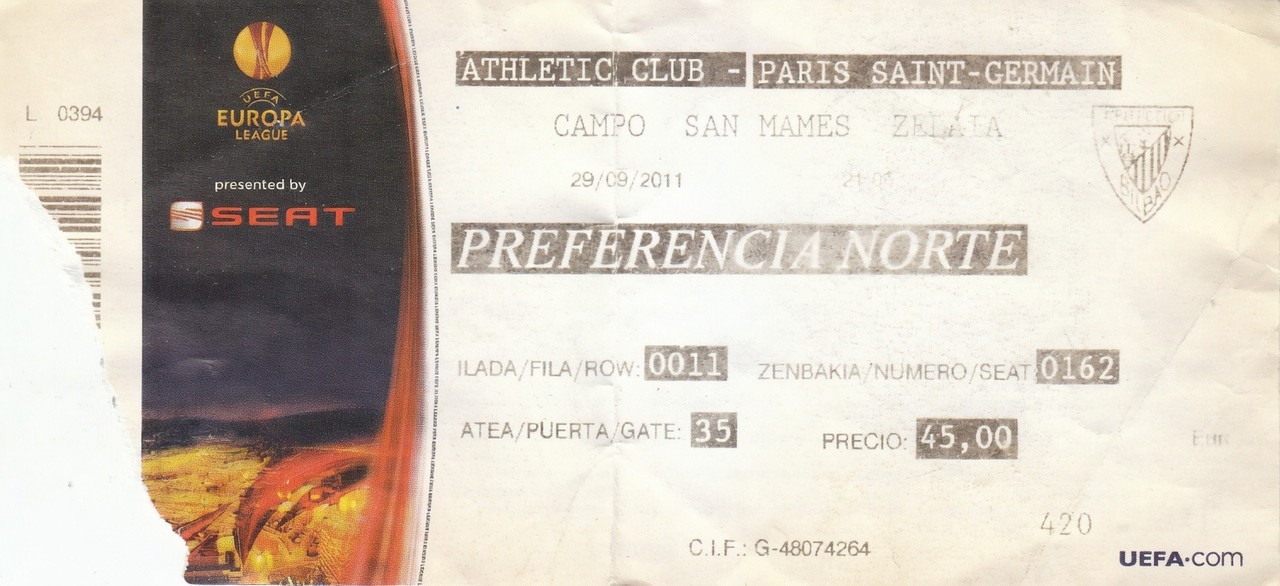 L 0394
UEFA
EUROPA
LEAGUE
presented by
SEAT
ATHLETIC CLUB - PARIS SAINT-GERMAIN
CAMPO SAN MAMES ZELAIA
29/09/2011
BILBAO
PREFERENCIA NORTE
ILADA/FILA/ROW: 0011 ZENBAKIA/NUMERO/SEAT 0162
ATEA/PUERTA/GATE: 35 PRECIO: 45,00 Eur
420
C.I.F.: G-48074264
UEFA.com